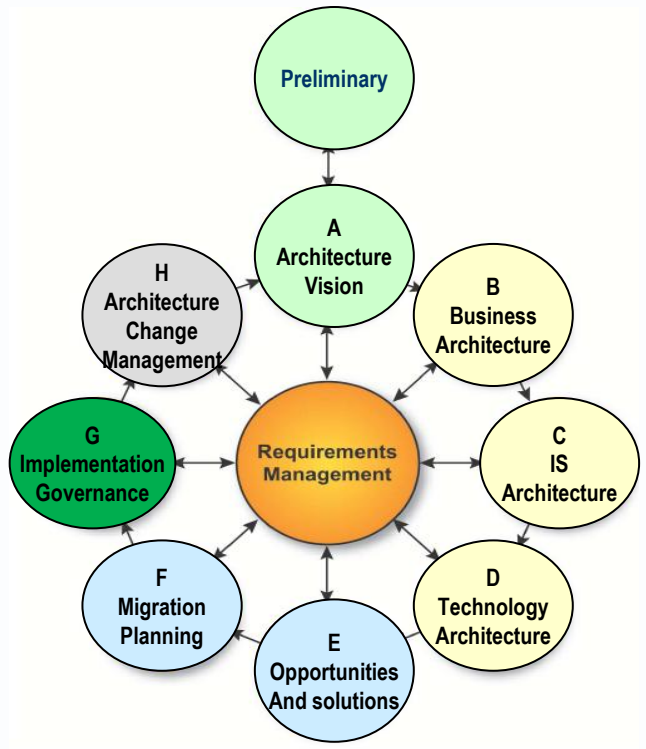 Preliminary
A
Architecture
Vision
B
Business
Architecture
C
IS
Architecture
D
Technology
Architecture
E
Opportunities
And solutions
F
Migration
Planning
G
Implementation
Governance
H
Architecture
Change
Management
Requirements
Management